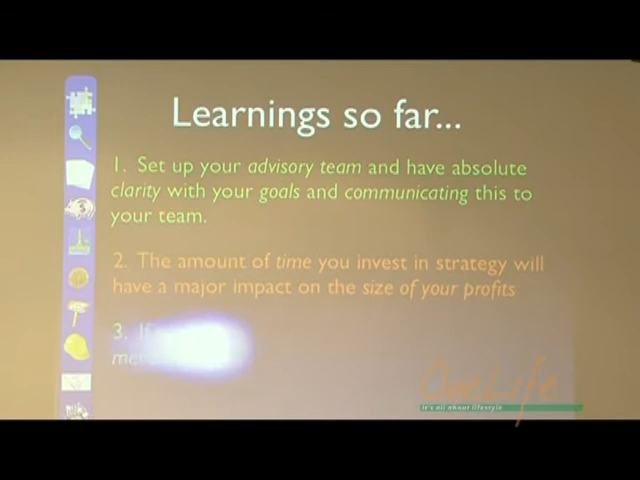 Learnings so far...
1. Set up your advisory team and have absolute
clarity with your goals and communicating this to
your team.
2. The amount of time you invest in strategy will
have a major impact on the size of your profits
3. If
OneLife
it's all about lifestyle